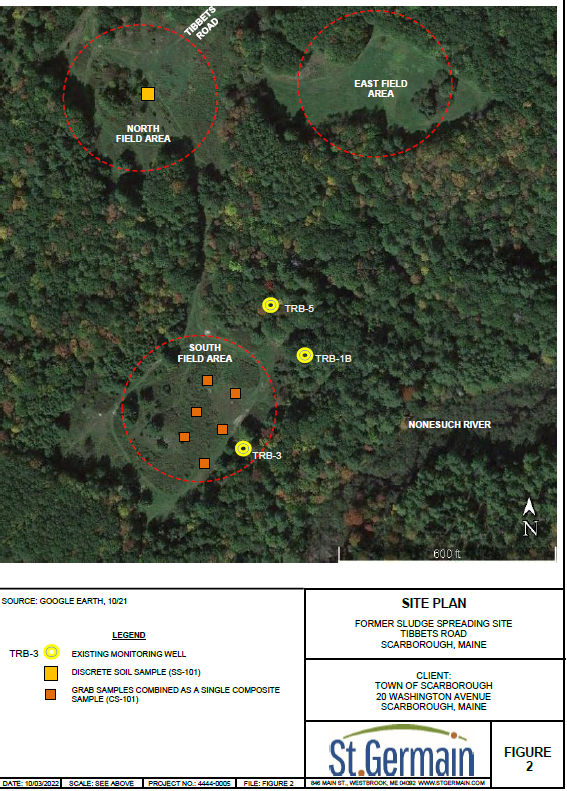 TIBBETS
ROAD
EAST FIELD
AREA
NORTH
FIELD AREA
TRB-5
SOUTH
FIELD AREA
TRB-1B
NONESUCH RIVER
TRB-3
N
600 ft
SOURCE: GOOGLE EARTH, 10/21
LEGEND
TRB-3 EXISTING MONITORING WELL
DISCRETE SOIL SAMPLE (SS-101)
GRAB SAMPLES COMBINED AS A SINGLE COMPOSITE
SAMPLE (CS-101)
SITE PLAN
FORMER SLUDGE SPREADING SITE
TIBBETS ROAD
SCARBOROUGH, MAINE
CLIENT:
TOWN OF SCARBOROUGH
20 WASHINGTON AVENUE
SCARBOROUGH, MAINE
St.Germain
846 MAIN ST., WESTBROOK, ME 04092 WWW.STGERMAIN.COM
FIGURE
2
DATE: 10/03/2022 SCALE: SEE ABOVE PROJECT NO.: 4444-0005 FILE: FIGURE 2